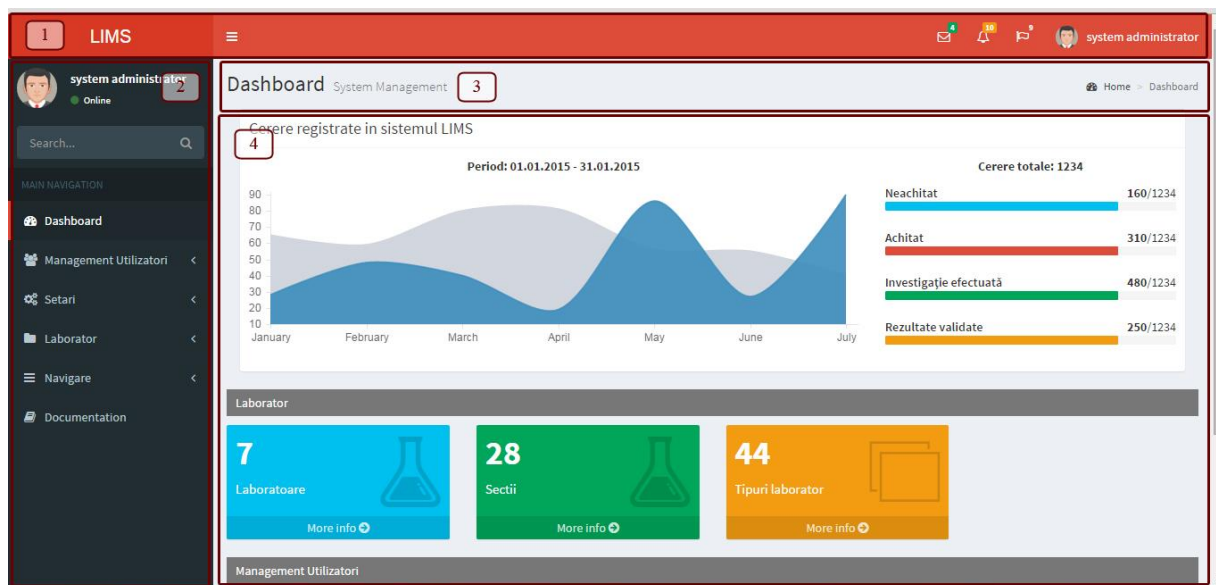 1
LIMS
4
10
9
system administrator
system administrator
2
Online
Search...
MAIN NAVIGATION
Dashboard
Management Utilizatori
Setari
Laborator
Navigare
Documentation
Dashboard System Management
3
Home > Dashboard
4
Cerere registrate in sistemul LIMS
Period: 01.01.2015 - 31.01.2015
90
80
70
60
50
40
30
20
10
January February March April May June July
Cerere totale: 1234
Neachitat 160/1234
Achitat 310/1234
Investigaţie efectuată 480/1234
Rezultate validate 250/1234
Laborator
7
Laboratoare
More info
28
Sectii
More info
44
Tipuri laborator
More info
Management Utilizatori